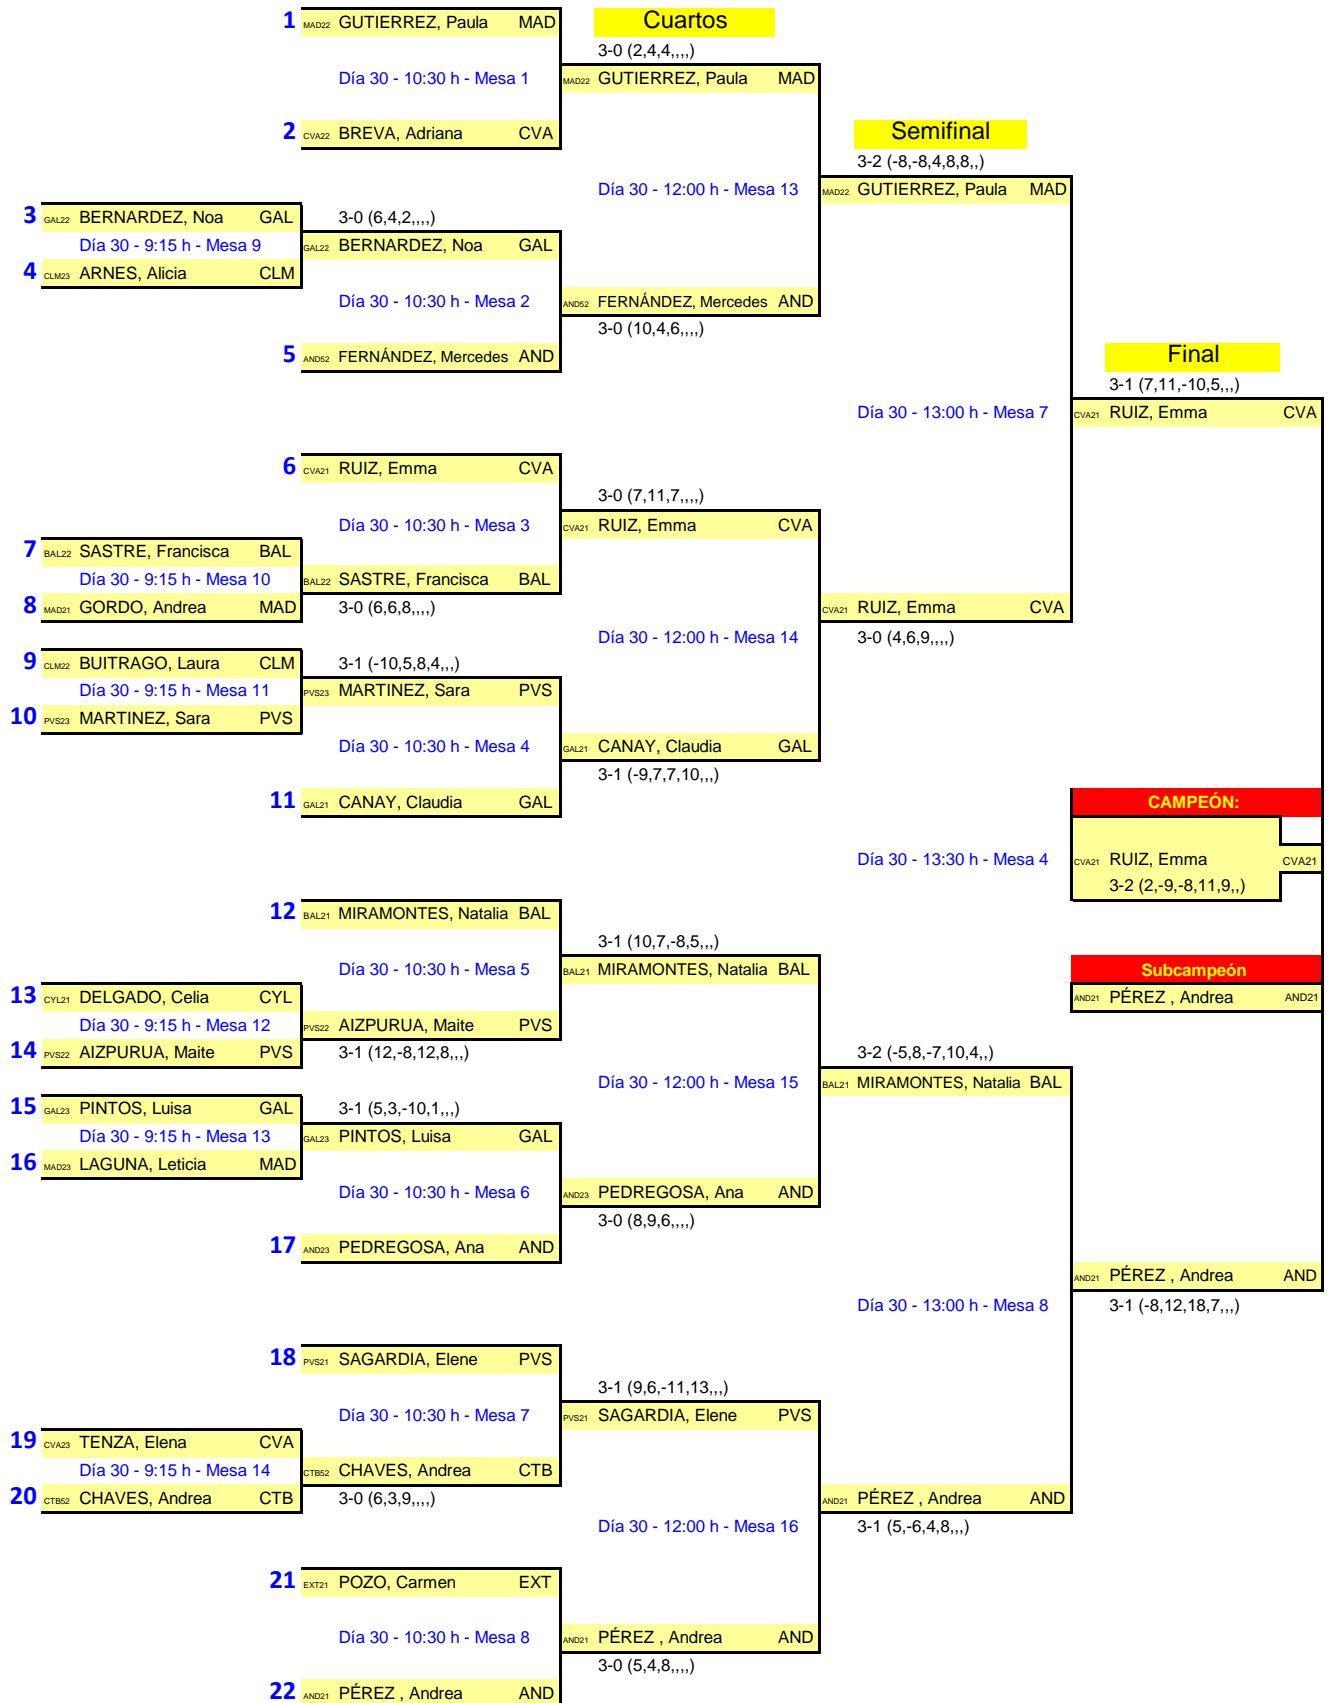 1 MAD22 GUTIERREZ, Paula MAD
Cuartos
3-0 (2,4,4,,,,)
Día 30 - 10:30 h - Mesa 1
MAD22 GUTIERREZ, Paula MAD
2 CVA22 BREVA, Adriana CVA
Semifinal
3-2 (-8,-8,4,8,8,,)
Día 30 - 12:00 h - Mesa 13
MAD22 GUTIERREZ, Paula MAD
3 GAL22 BERNARDEZ, Noa GAL
3-0 (6,4,2,,,,)
Día 30 - 9:15 h - Mesa 9
GAL22 BERNARDEZ, Noa GAL
4 CLM23 ARNES, Alicia CLM
Día 30 - 10:30 h - Mesa 2
AND52 FERNÁNDEZ, Mercedes AND
3-0 (10,4,6,,,,)
5 AND52 FERNÁNDEZ, Mercedes AND
Final
3-1 (7,11,-10,5,,,)
Día 30 - 13:00 h - Mesa 7
CVA21 RUIZ, Emma CVA
6 CVA21 RUIZ, Emma CVA
3-0 (7,11,7,,,,)
Día 30 - 10:30 h - Mesa 3
CVA21 RUIZ, Emma CVA
7 BAL22 SASTRE, Francisca BAL
Día 30 - 9:15 h - Mesa 10
BAL22 SASTRE, Francisca BAL
8 MAD21 GORDO, Andrea MAD
3-0 (6,6,8,,,,)
CVA21 RUIZ, Emma CVA
Día 30 - 12:00 h - Mesa 14
3-0 (4,6,9,,,,)
9 CLM22 BUITRAGO, Laura CLM
3-1 (-10,5,8,4,,,)
Día 30 - 9:15 h - Mesa 11
PVS23 MARTINEZ, Sara PVS
10 PVS23 MARTINEZ, Sara PVS
Día 30 - 10:30 h - Mesa 4
GAL21 CANAY, Claudia GAL
3-1 (-9,7,7,10,,,)
11 GAL21 CANAY, Claudia GAL
CAMPEÓN:
Día 30 - 13:30 h - Mesa 4
CVA21 RUIZ, Emma CVA21
3-2 (2,-9,-8,11,9,,)
12 BAL21 MIRAMONTES, Natalia BAL
3-1 (10,7,-8,5,,,)
Día 30 - 10:30 h - Mesa 5
BAL21 MIRAMONTES, Natalia BAL
Subcampeón
13 CYL21 DELGADO, Celia CYL
AND21 PÉREZ , Andrea AND21
Día 30 - 9:15 h - Mesa 12
PVS22 AIZPURUA, Maite PVS
14 PVS22 AIZPURUA, Maite PVS
3-1 (12,-8,12,8,,,)
3-2 (-5,8,-7,10,4,,)
Día 30 - 12:00 h - Mesa 15
BAL21 MIRAMONTES, Natalia BAL
15 GAL23 PINTOS, Luisa GAL
3-1 (5,3,-10,1,,,)
Día 30 - 9:15 h - Mesa 13
GAL23 PINTOS, Luisa GAL
16 MAD23 LAGUNA, Leticia MAD
Día 30 - 10:30 h - Mesa 6
AND23 PEDREGOSA, Ana AND
3-0 (8,9,6,,,,)
17 AND23 PEDREGOSA, Ana AND
AND21 PÉREZ , Andrea AND
Día 30 - 13:00 h - Mesa 8
3-1 (-8,12,18,7,,,)
18 PVS21 SAGARDIA, Elene PVS
3-1 (9,6,-11,13,,,)
Día 30 - 10:30 h - Mesa 7
PVS21 SAGARDIA, Elene PVS
19 CVA23 TENZA, Elena CVA
Día 30 - 9:15 h - Mesa 14
CTB52 CHAVES, Andrea CTB
20 CTB52 CHAVES, Andrea CTB
3-0 (6,3,9,,,,)
AND21 PÉREZ , Andrea AND
Día 30 - 12:00 h - Mesa 16
3-1 (5,-6,4,8,,,)
21 EXT21 POZO, Carmen EXT
Día 30 - 10:30 h - Mesa 8
AND21 PÉREZ , Andrea AND
3-0 (5,4,8,,,,)
22 AND21 PÉREZ , Andrea AND